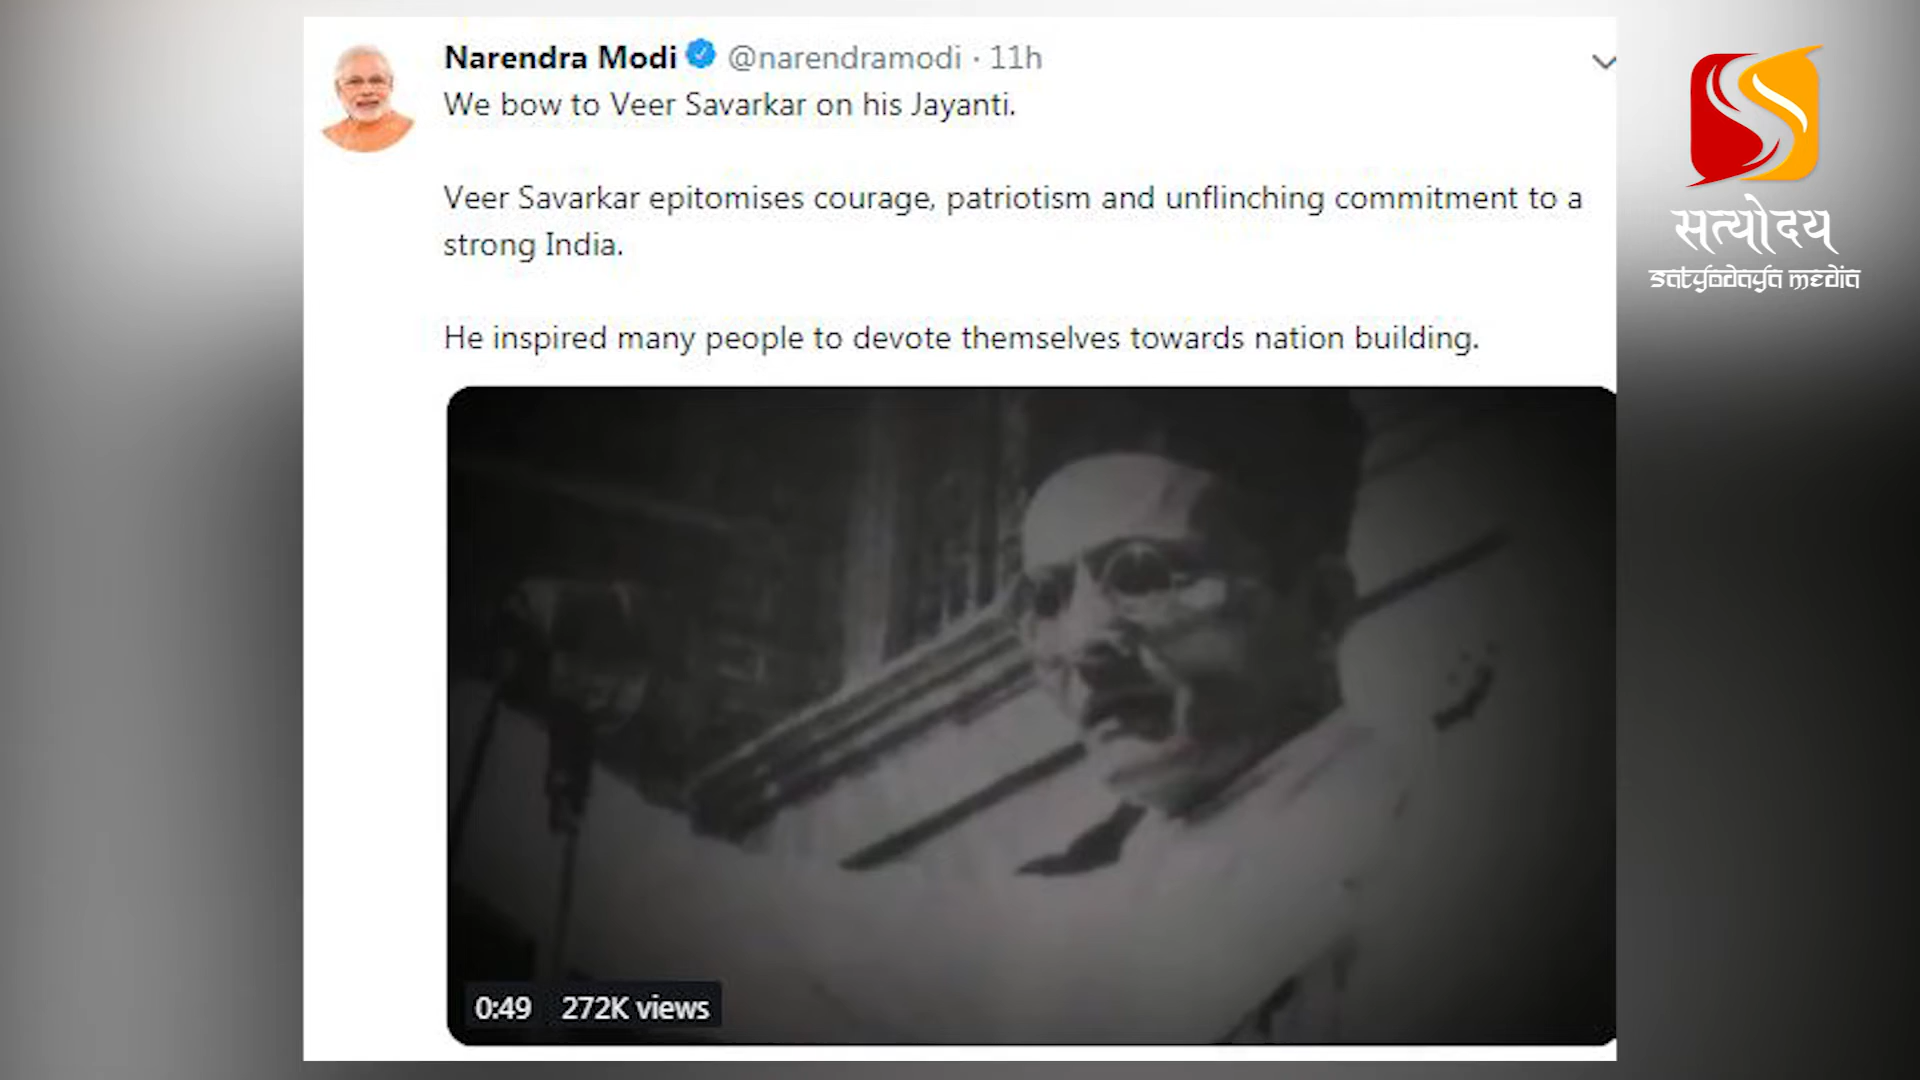 Narendra Modi @narendramodi · 11h
We bow to Veer Savarkar on his Jayanti.
Veer Savarkar epitomises courage, patriotism and unflinching commitment to a
strong India.
He inspired many people to devote themselves towards nation building.
0:49 272K views
सत्योदय
satyodaya media